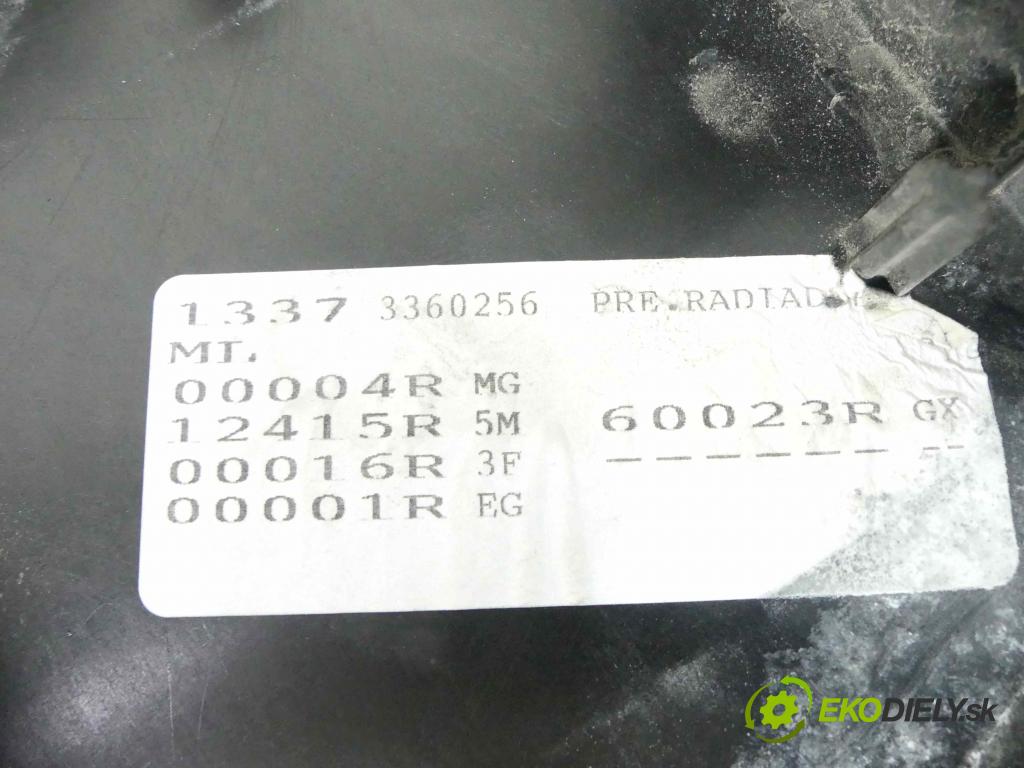 1337 3360256 PRE.RADIAD
MT.
00004R MG
12415R 5M 60023R GX
00016R 3F -------- --
00001R EG
EKODIELY.sk